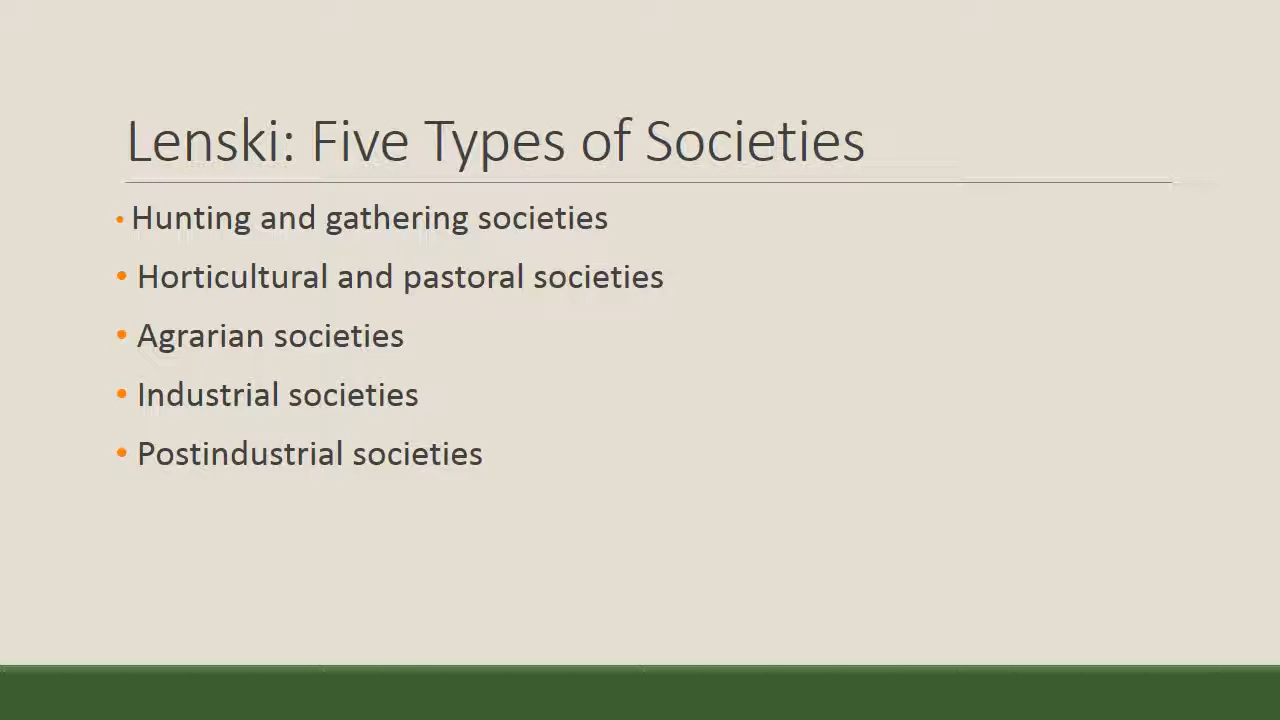 Lenski: Five Types of Societies
• Hunting and gathering societies
• Horticultural and pastoral societies
• Agrarian societies
• Industrial societies
• Postindustrial societies